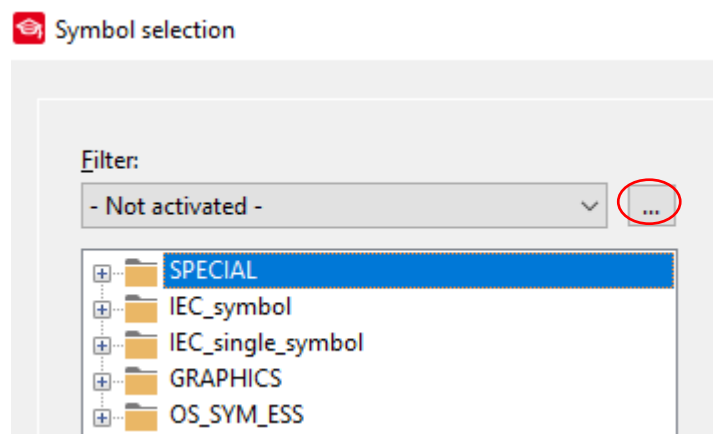 Symbol selection
Filter:
- Not activated -
...
SPECIAL
IEC_symbol
IEC_single_symbol
GRAPHICS
OS_SYM_ESS